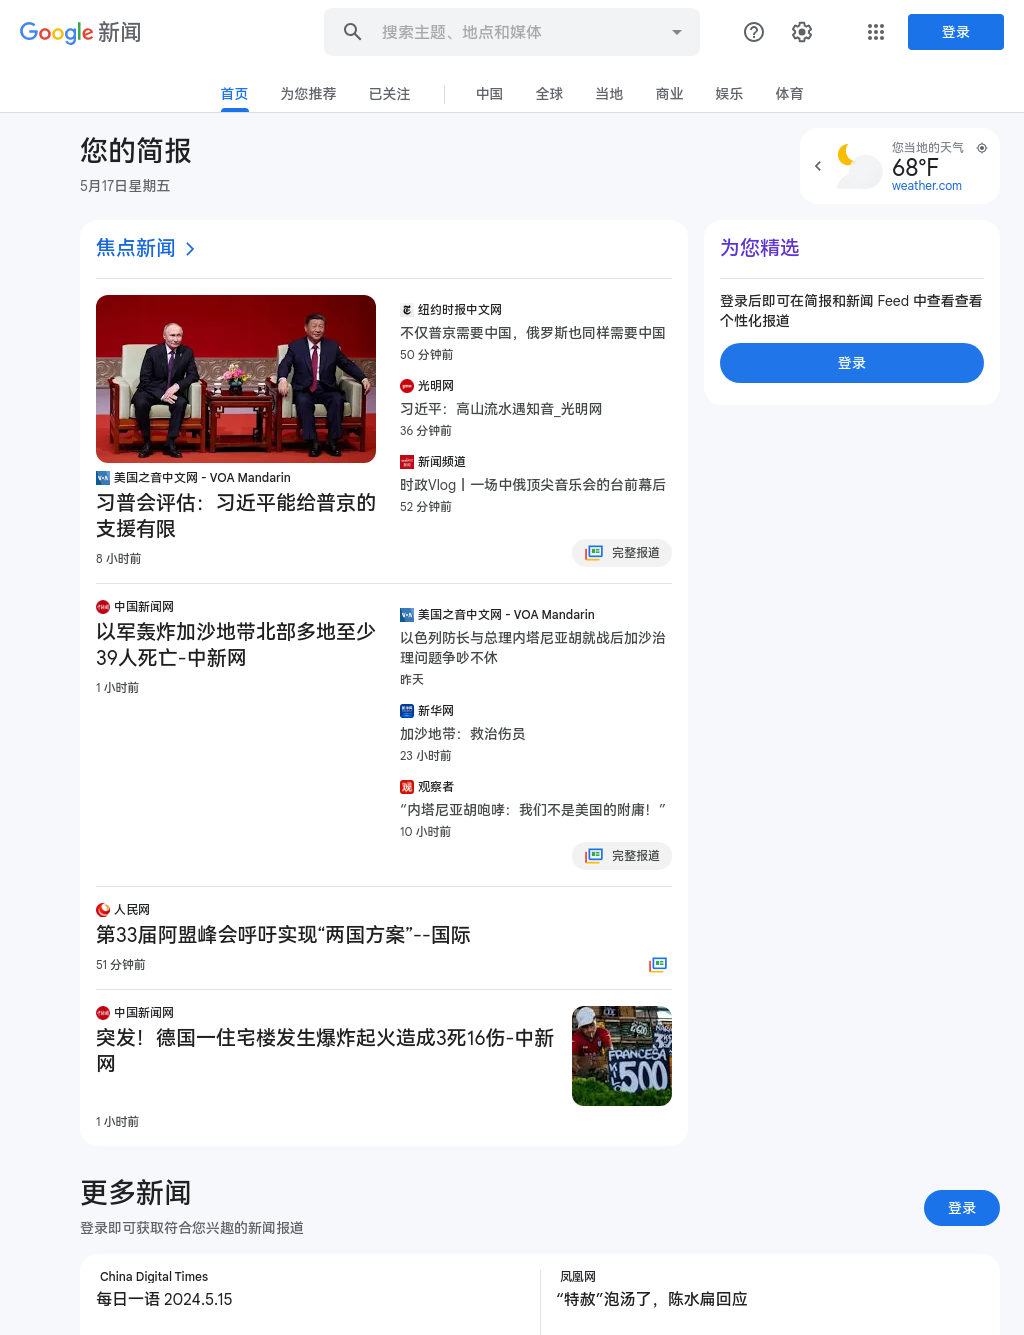 Google 新闻
搜索主题、地点和媒体
登录
首页
为您推荐
已关注
中国
全球
当地
商业
娱乐
体育
您的简报
5月17日星期五
您当地的天气
68°F
weather.com
焦点新闻
美国之音中文网 - VOA Mandarin
习普会评估：习近平能给普京的
支援有限
8 小时前
纽约时报中文网
不仅普京需要中国，俄罗斯也同样需要中国
50 分钟前
光明网
习近平：高山流水遇知音_光明网
36 分钟前
新闻频道
时政Vlog丨一场中俄顶尖音乐会的台前幕后
52 分钟前
完整报道
中国新闻网
以军轰炸加沙地带北部多地至少
39人死亡-中新网
1 小时前
美国之音中文网 - VOA Mandarin
以色列防长与总理内塔尼亚胡就战后加沙治
理问题争吵不休
昨天
新华网
加沙地带：救治伤员
23 小时前
观察者
“内塔尼亚胡咆哮：我们不是美国的附庸！”
10 小时前
完整报道
人民网
第33届阿盟峰会呼吁实现“两国方案”--国际
51 分钟前
中国新闻网
突发！德国一住宅楼发生爆炸起火造成3死16伤-中新
网
1 小时前
FRANCESA
500
为您精选
登录后即可在简报和新闻 Feed 中查看查看
个性化报道
登录
更多新闻
登录即可获取符合您兴趣的新闻报道
登录
China Digital Times
每日一语 2024.5.15
凤凰网
“特赦”泡汤了，陈水扁回应